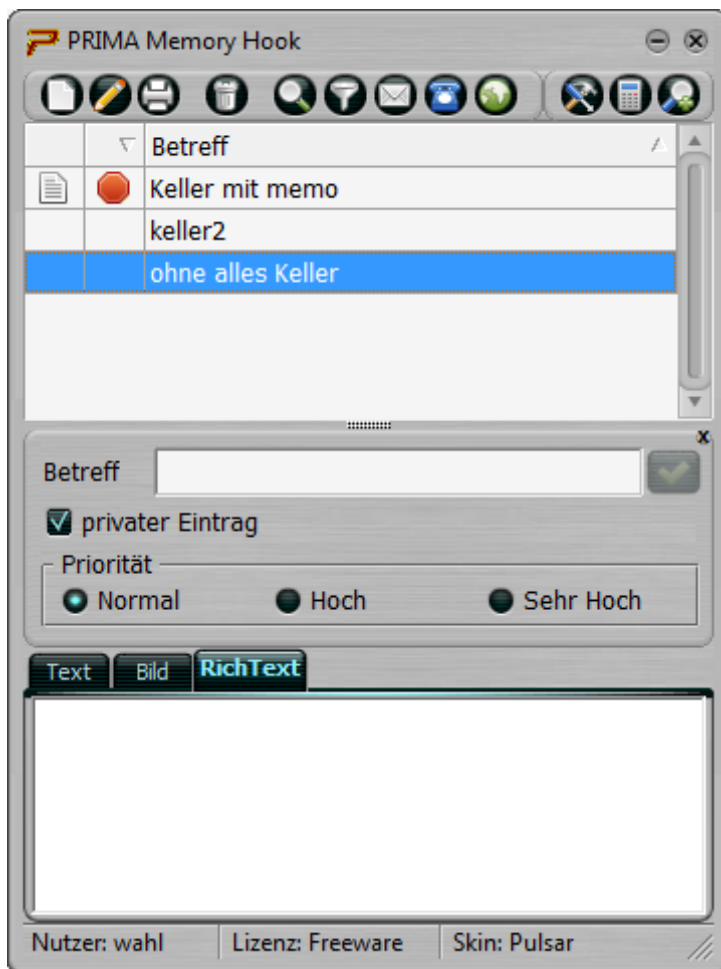 PRIMA Memory Hook
Betreff
Keller mit memo
keller2
ohne alles Keller
x
Betreff
privater Eintrag
Priorität
Normal Hoch Sehr Hoch
Text Bild RichText
Nutzer: wahl Lizenz: Freeware Skin: Pulsar